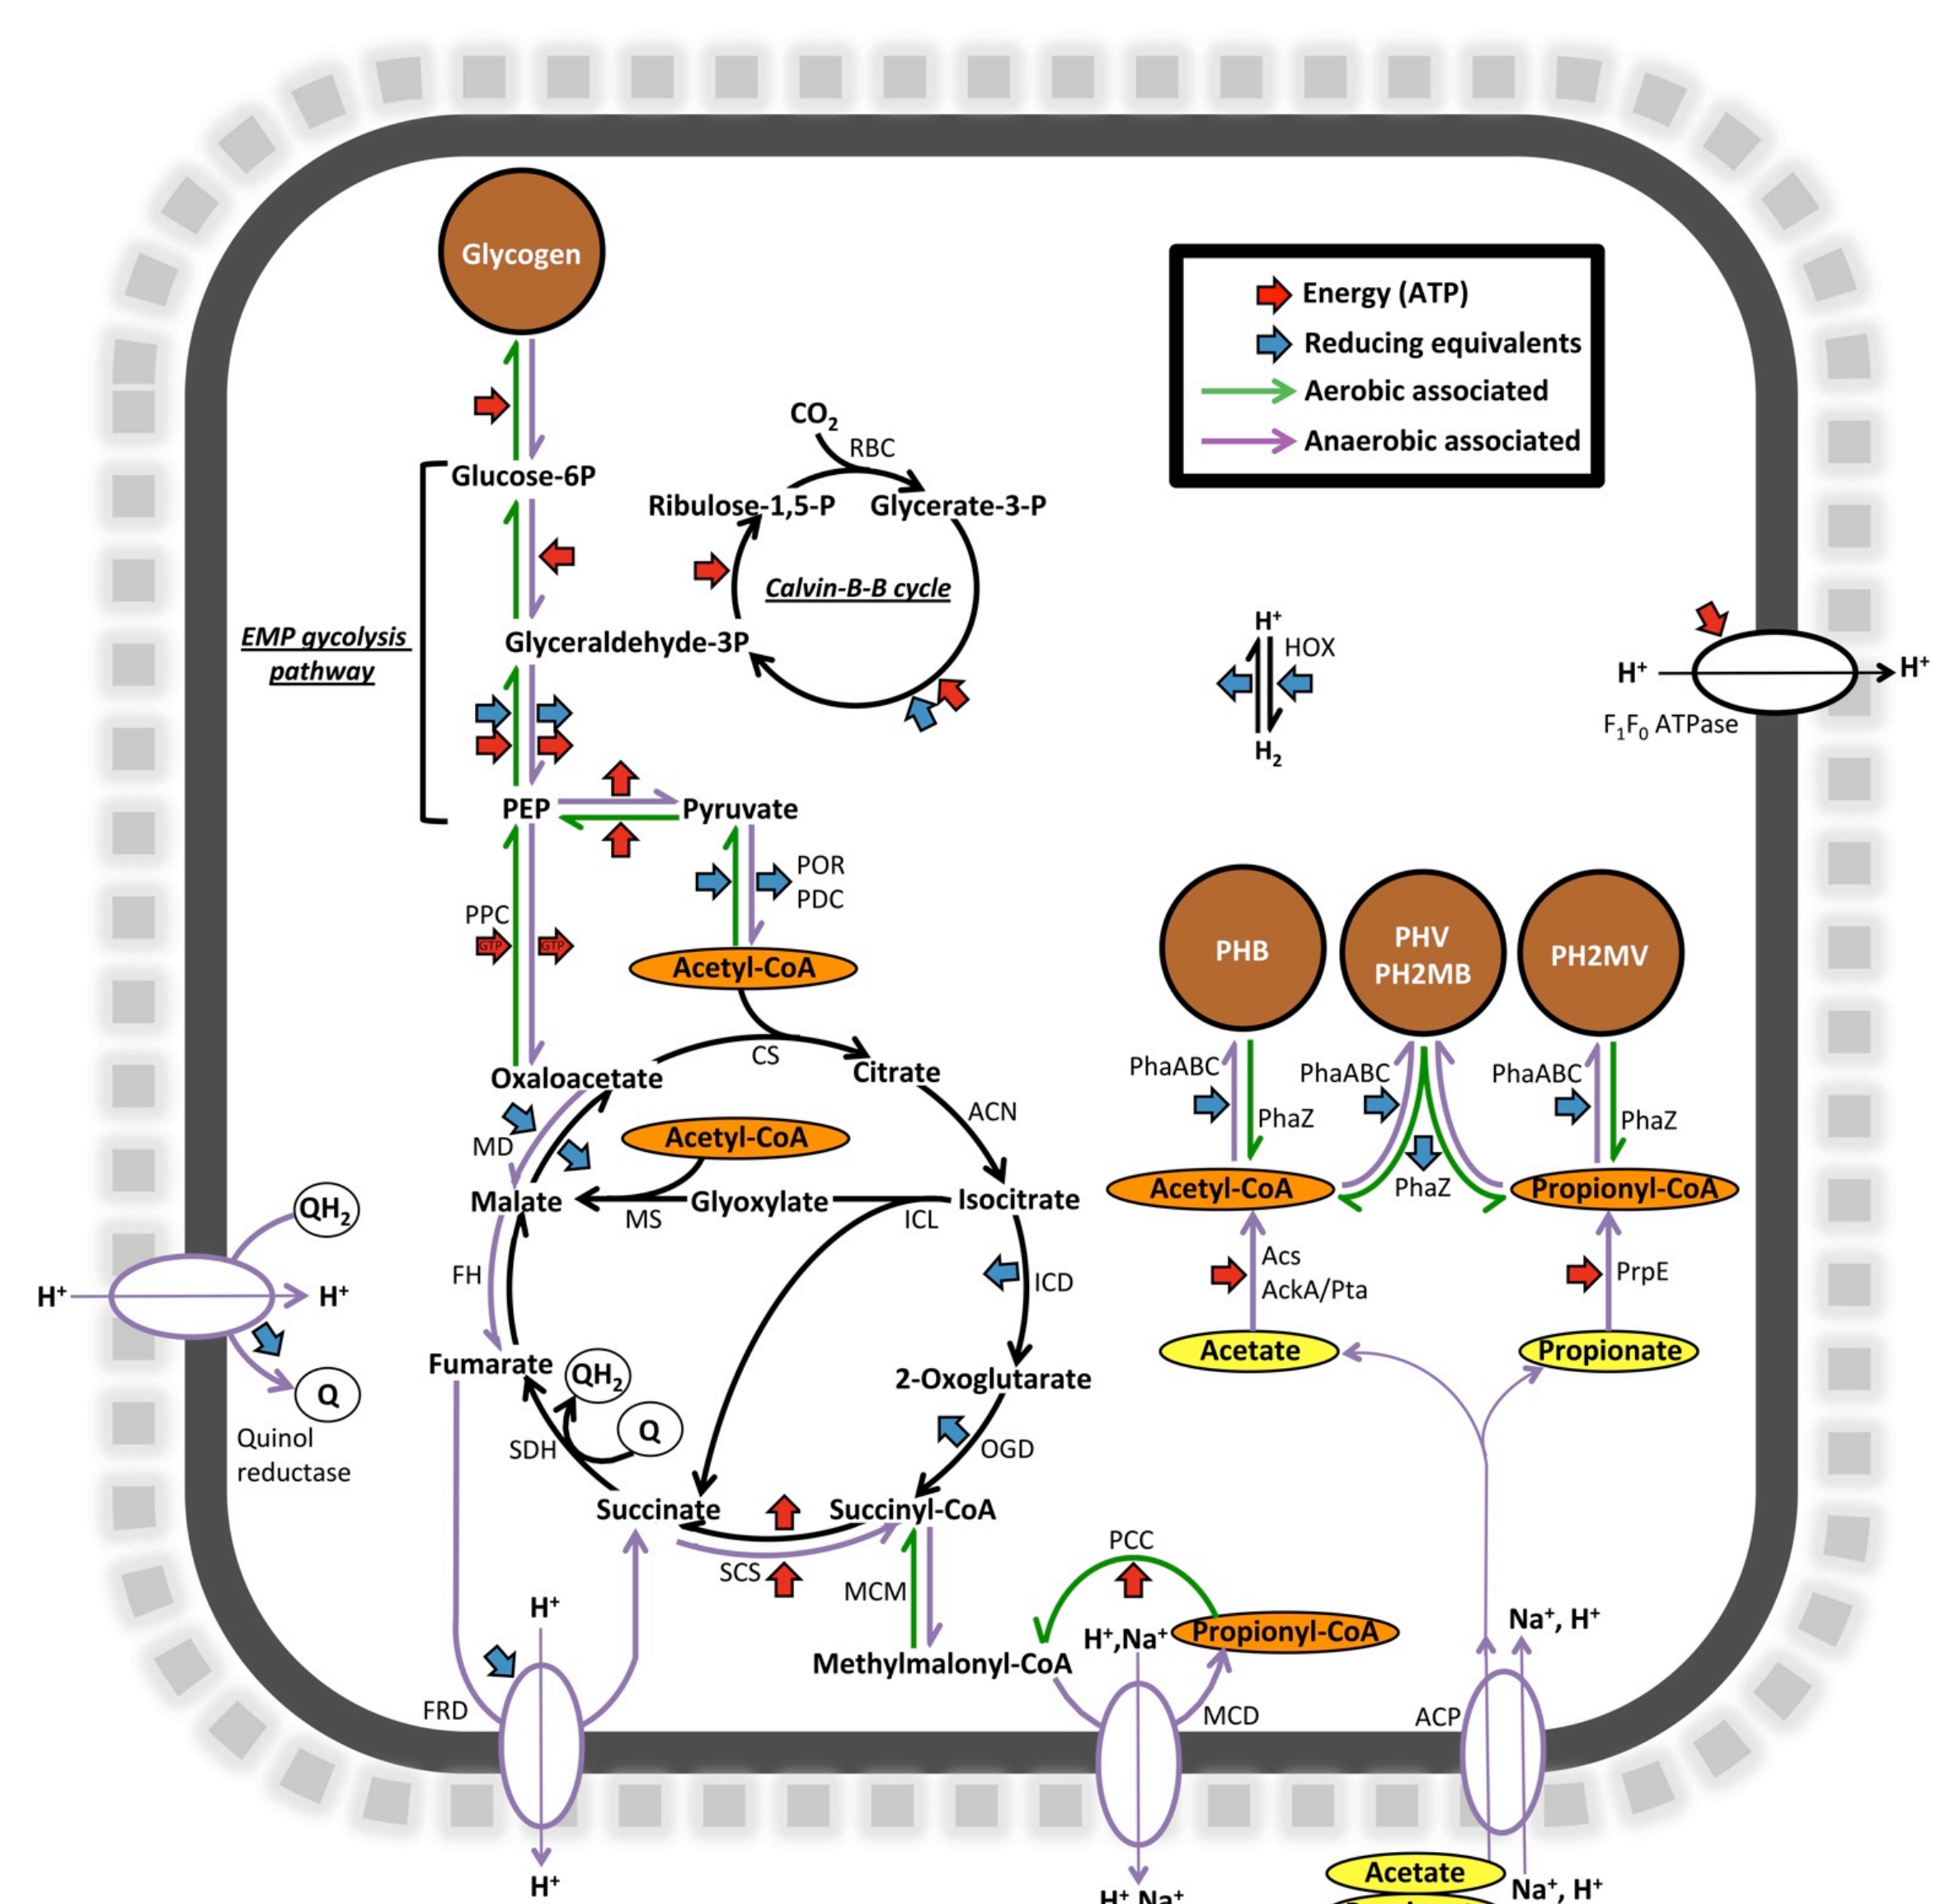 Glycogen
Energy (ATP)
Reducing equivalents
Aerobic associated
Anaerobic associated
CO2
RBC
Glucose-6P
Ribulose-1,5-P
Glycerate-3-P
Calvin-B-B cycle
EMP gycolysis
pathway
Glyceraldehyde-3P
H+
HOX
H2
H+
H+
F1F0 ATPase
PEP
Pyruvate
POR
PDC
PPC
GTP
GTP
Acetyl-CoA
PHB
PHV
PH2MB
PH2MV
CS
Oxaloacetate
Citrate
PhaABC
PhaZ
PhaABC
PhaZ
PhaABC
PhaZ
ACN
MD
Acetyl-CoA
Malate
MS
Glyoxylate
ICL
Isocitrate
Acetyl-CoA
Propionyl-CoA
QH2
H+
H+
Q
Quinol
reductase
FH
ICD
Acs
AckA/Pta
PrpE
Acetate
Propionate
Fumarate
QH2
Q
SDH
2-Oxoglutarate
OGD
Succinate
Succinyl-CoA
SCS
MCM
PCC
H+,Na+
Propionyl-CoA
Methylmalonyl-CoA
MCD
H+
FRD
H+
H+ Na+
Na+, H+
ACP
Acetate
Na+, H+